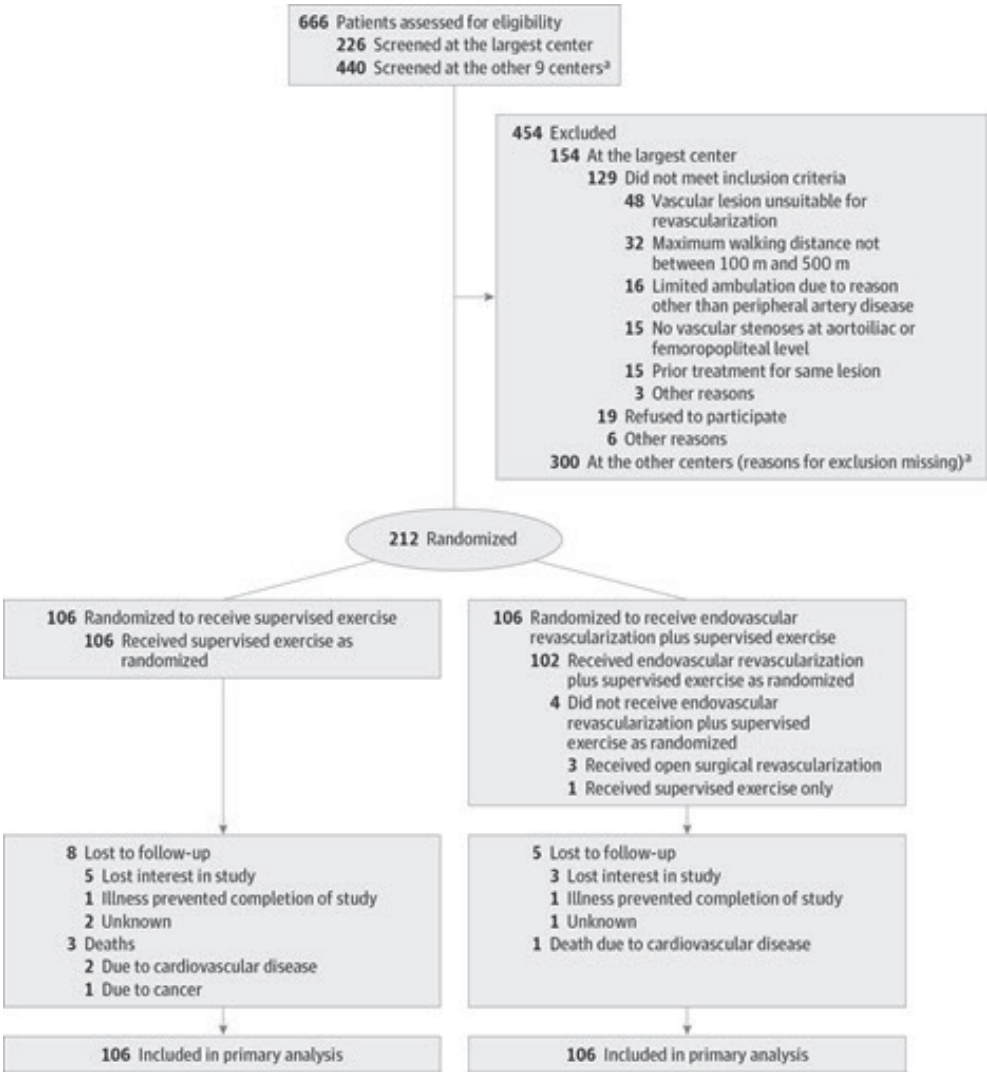 666 Patients assessed for eligibility
226 Screened at the largest center
440 Screened at the other 9 centersᵃ
454 Excluded
154 At the largest center
129 Did not meet inclusion criteria
48 Vascular lesion unsuitable for
revascularization
32 Maximum walking distance not
between 100 m and 500 m
16 Limited ambulation due to reason
other than peripheral artery disease
15 No vascular stenoses at aortoiliac or
femoropopliteal level
15 Prior treatment for same lesion
3 Other reasons
19 Refused to participate
6 Other reasons
300 At the other centers (reasons for exclusion missing)ᵃ
212 Randomized
106 Randomized to receive supervised exercise
106 Received supervised exercise as
randomized
106 Randomized to receive endovascular
revascularization plus supervised exercise
102 Received endovascular revascularization
plus supervised exercise as randomized
4 Did not receive endovascular
revascularization plus supervised
exercise as randomized
3 Received open surgical revascularization
1 Received supervised exercise only
8 Lost to follow-up
5 Lost interest in study
1 Illness prevented completion of study
2 Unknown
3 Deaths
2 Due to cardiovascular disease
1 Due to cancer
5 Lost to follow-up
3 Lost interest in study
1 Illness prevented completion of study
1 Unknown
1 Death due to cardiovascular disease
106 Included in primary analysis
106 Included in primary analysis